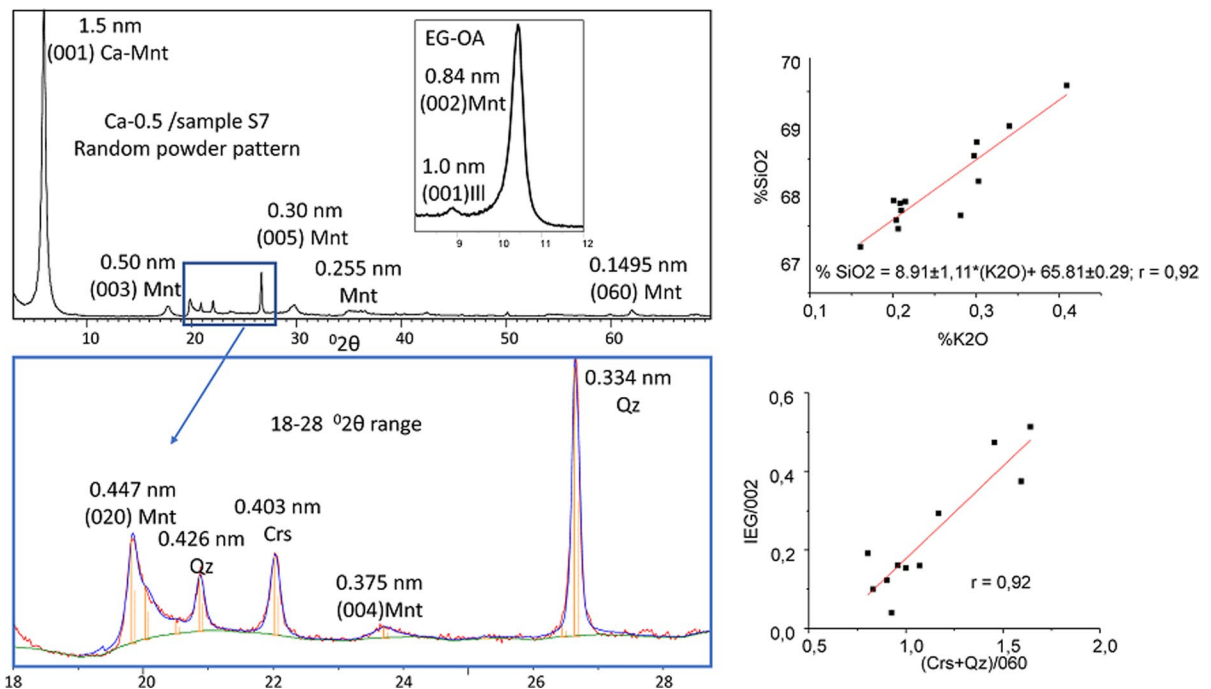 1.5 nm
(001) Ca-Mnt
Ca-0.5 /sample S7
Random powder pattern
0.50 nm
(003) Mnt
0.30 nm
(005) Mnt
0.255 nm
Mnt
0.1495 nm
(060) Mnt
10
20
30
40
50
60
⁰2θ
EG-OA
0.84 nm
(002)Mnt
1.0 nm
(001)Ill
9
10
11
12
18-28 ⁰2θ range
0.447 nm
(020) Mnt
0.426 nm
Qz
0.403 nm
Crs
0.375 nm
(004)Mnt
0.334 nm
Qz
18
20
22
24
26
28
70
69
68
67
%SiO2
% SiO2 = 8.91±1,11*(K2O)+ 65.81±0.29; r = 0,92
0,1
0,2
0,3
0,4
%K2O
0,6
0,4
0,2
0,0
IEG/002
r = 0,92
0,5
1,0
1,5
2,0
(Crs+Qz)/060